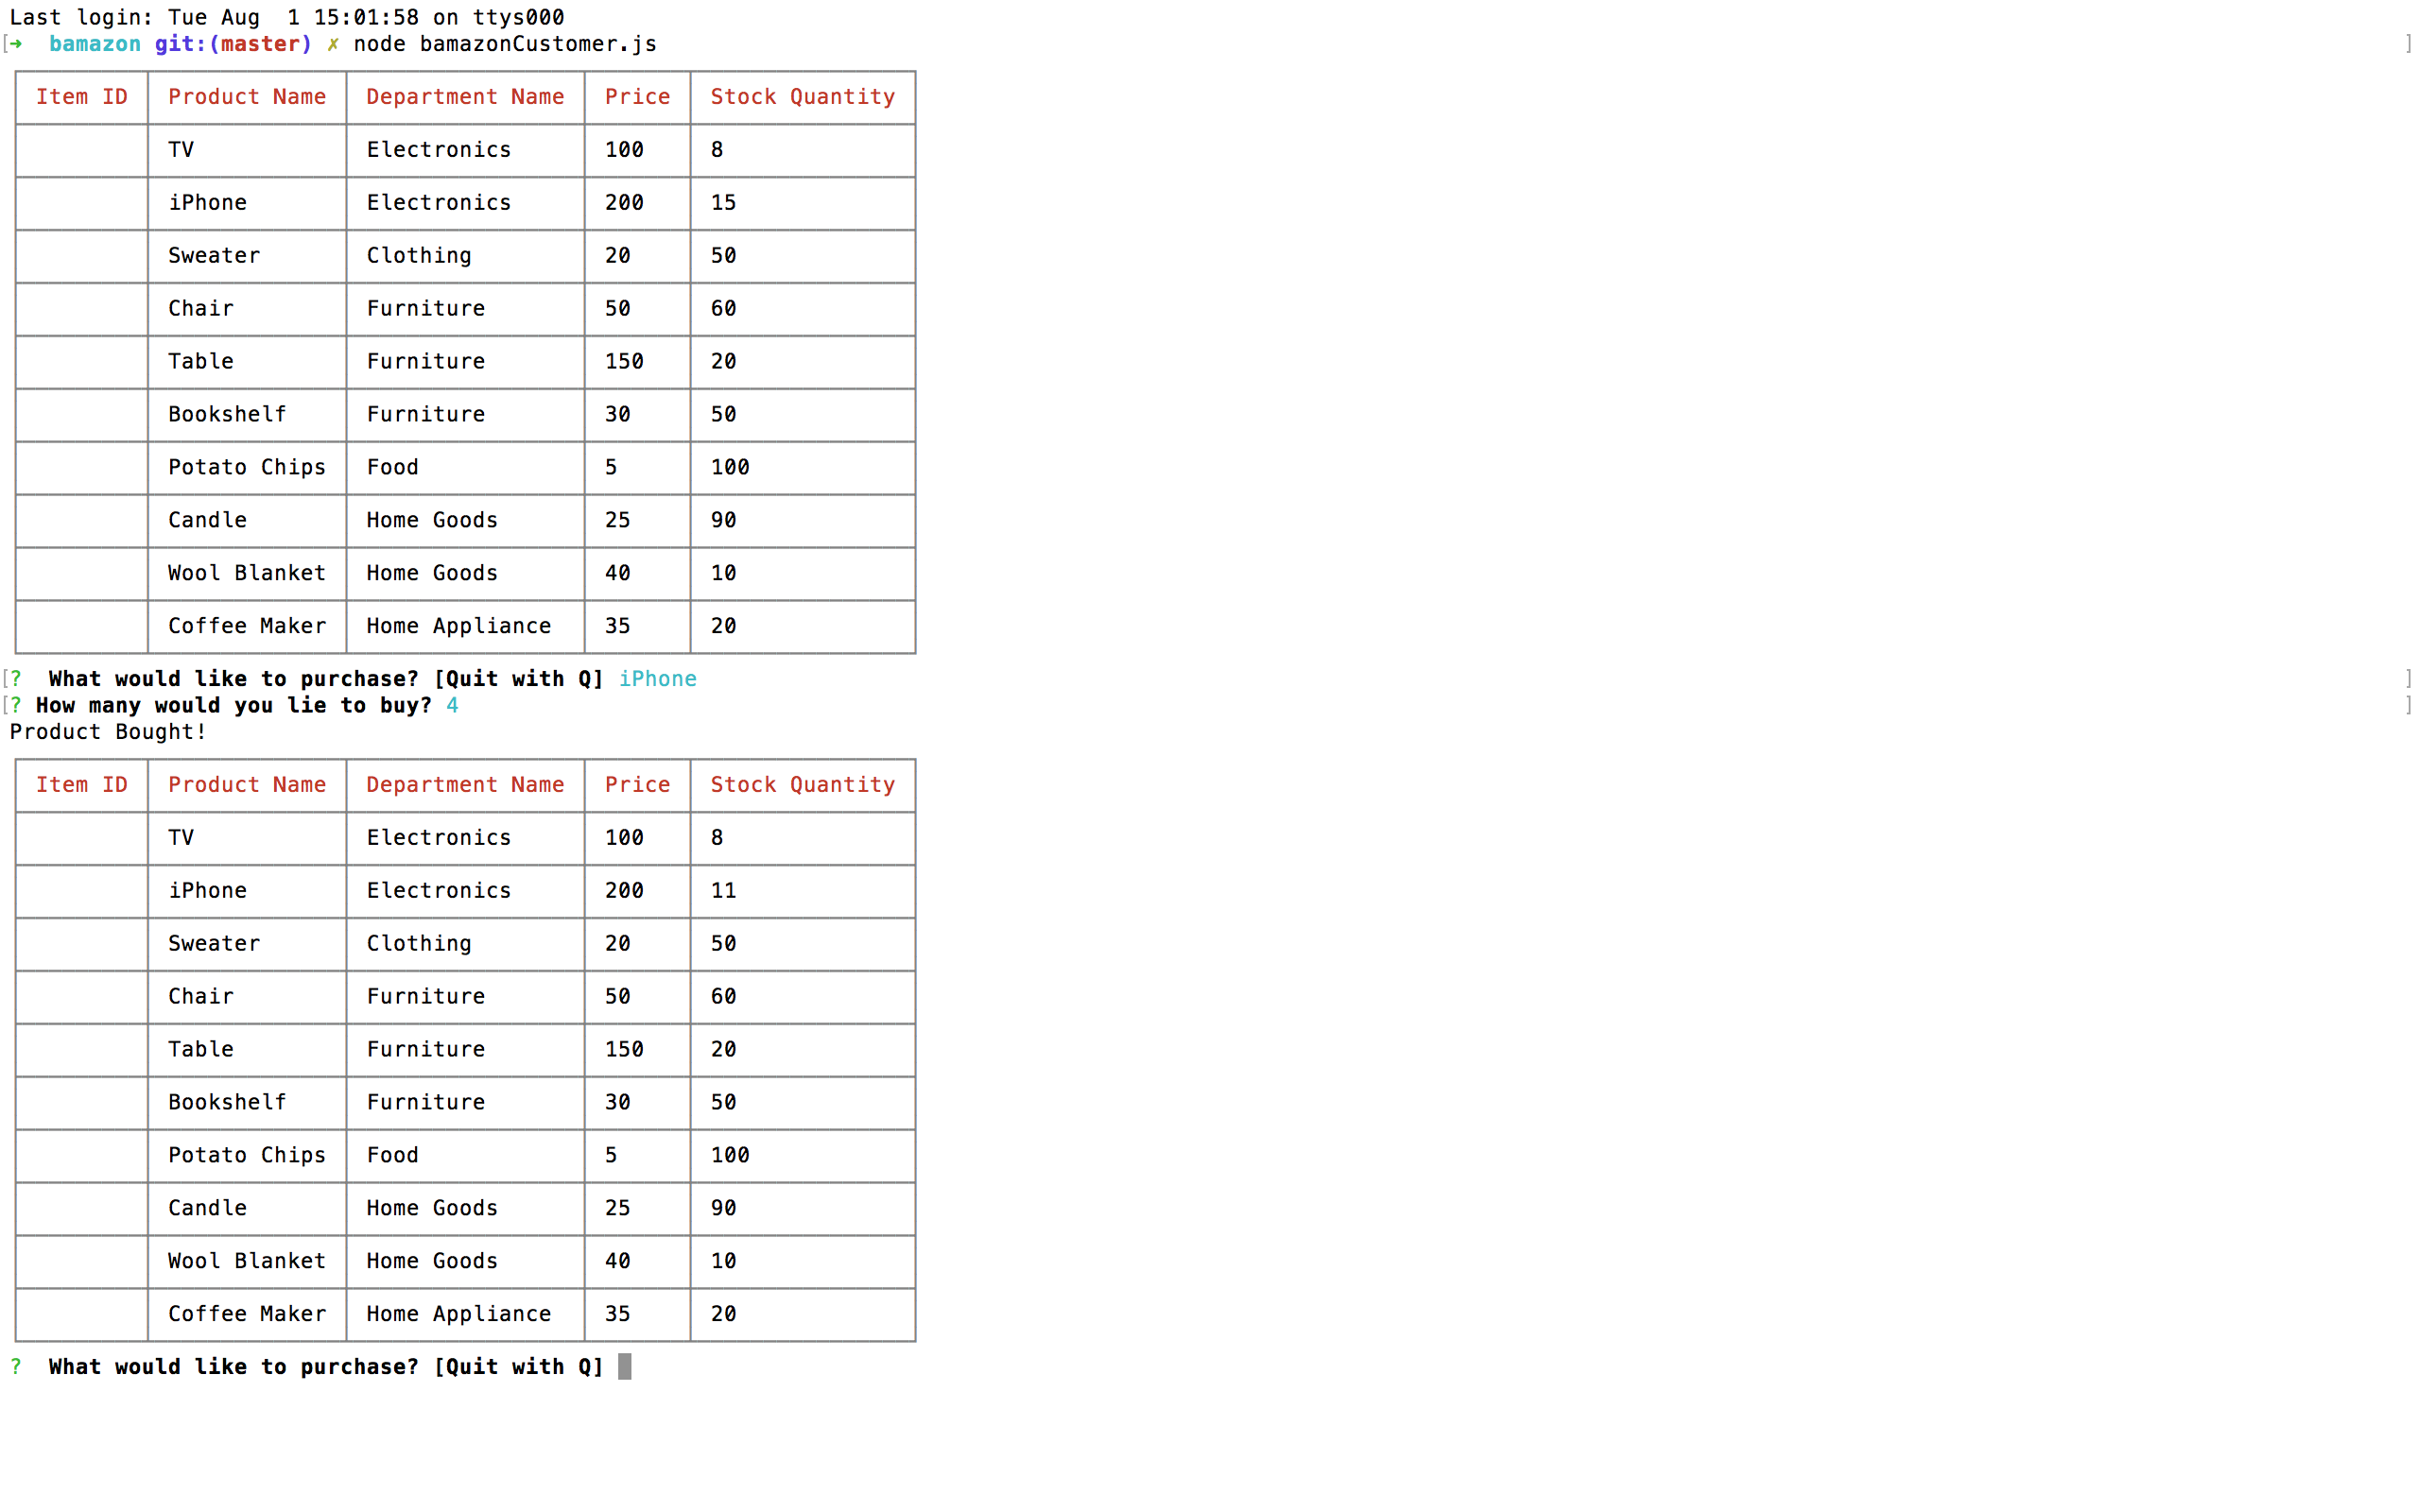 Last login: Tue Aug  1 15:01:58 on ttys000
[➜  bamazon git:(master) ✗ node bamazonCustomer.js ]
Item ID Product Name Department Name Price Stock Quantity
TV Electronics 100 8
iPhone Electronics 200 15
Sweater Clothing 20 50
Chair Furniture 50 60
Table Furniture 150 20
Bookshelf Furniture 30 50
Potato Chips Food 5 100
Candle Home Goods 25 90
Wool Blanket Home Goods 40 10
Coffee Maker Home Appliance 35 20
[?  What would like to purchase? [Quit with Q] iPhone ]
[? How many would you lie to buy? 4 ]
Product Bought!
Item ID Product Name Department Name Price Stock Quantity
TV Electronics 100 8
iPhone Electronics 200 11
Sweater Clothing 20 50
Chair Furniture 50 60
Table Furniture 150 20
Bookshelf Furniture 30 50
Potato Chips Food 5 100
Candle Home Goods 25 90
Wool Blanket Home Goods 40 10
Coffee Maker Home Appliance 35 20
?  What would like to purchase? [Quit with Q]